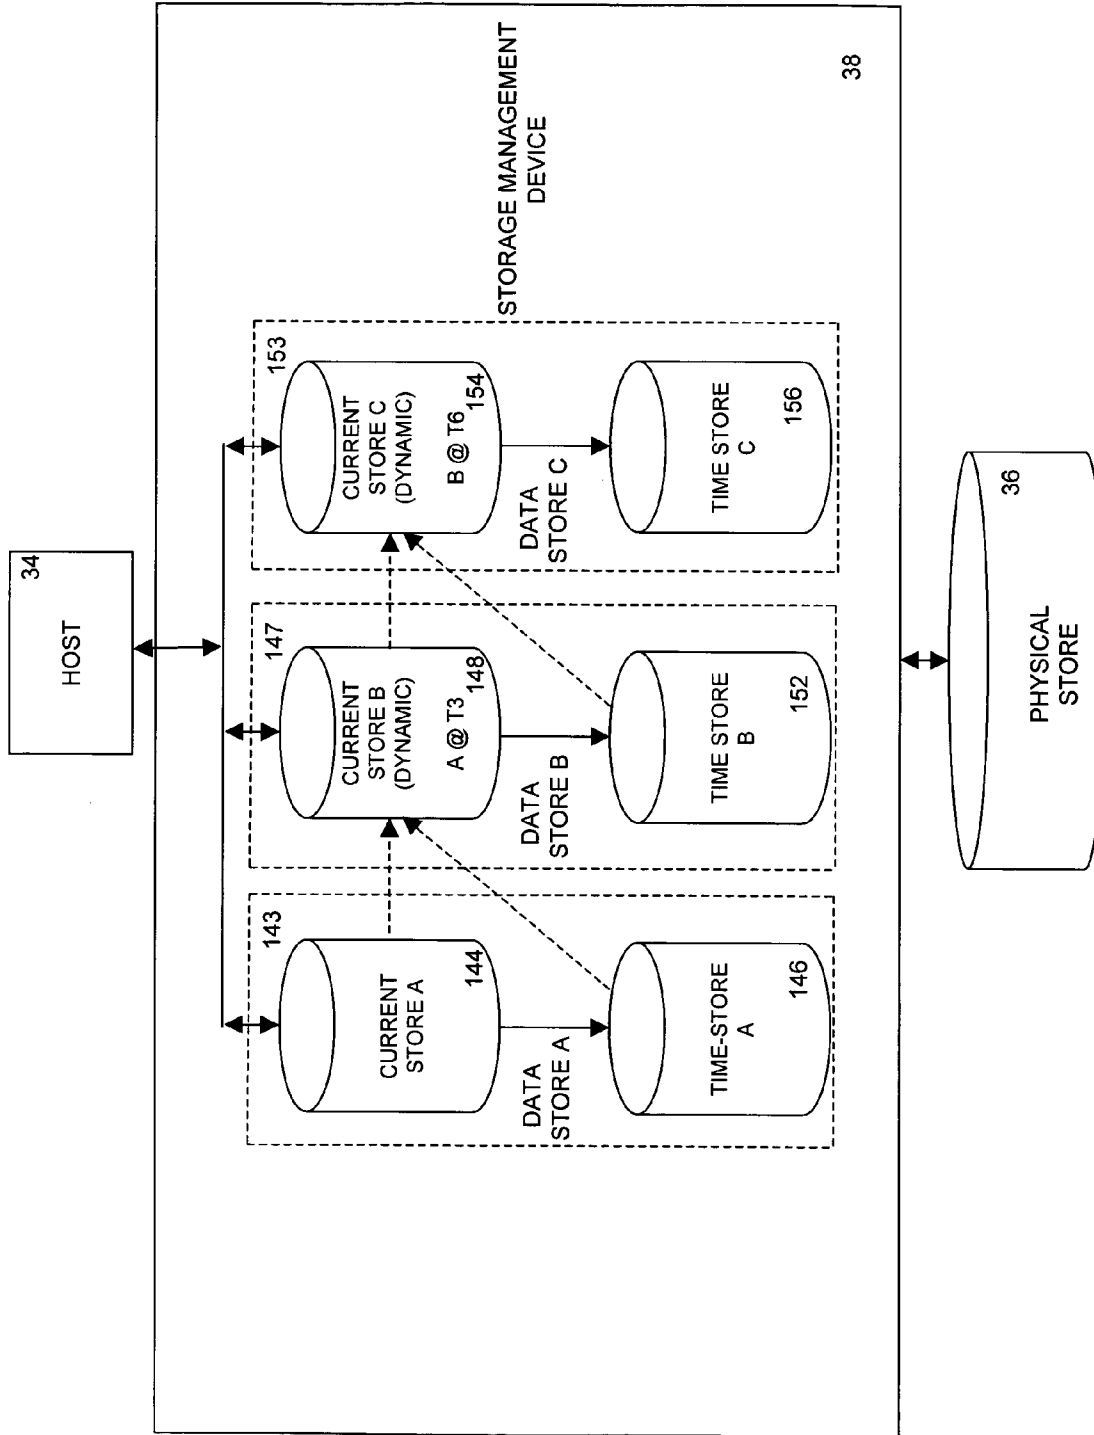 34
HOST
STORAGE MANAGEMENT
DEVICE
38
143
CURRENT
STORE A
144
DATA
STORE A
TIME-STORE
A
146
147
CURRENT
STORE B
(DYNAMIC)
A @ T3
148
DATA
STORE B
TIME STORE
B
152
153
CURRENT
STORE C
(DYNAMIC)
B @ T6
154
DATA
STORE C
TIME STORE
C
156
36
PHYSICAL
STORE